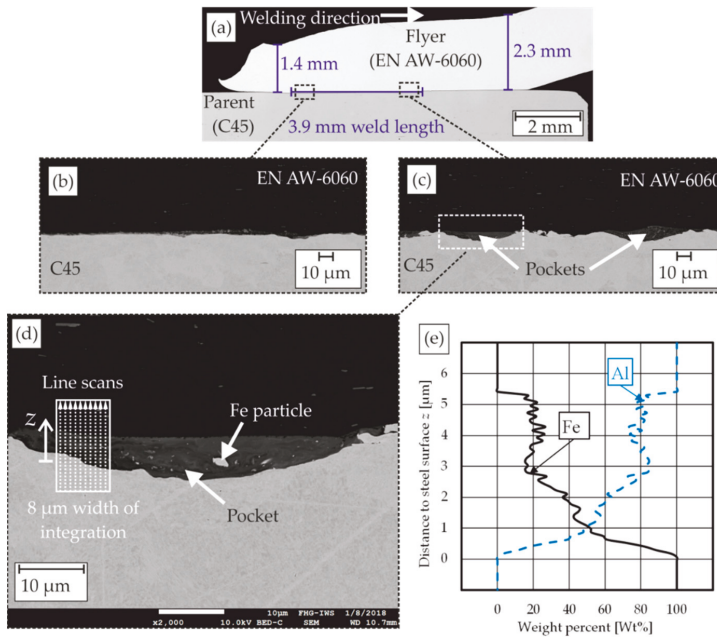 (a)
Welding direction
Flyer
(EN AW-6060)
1.4 mm
2.3 mm
Parent
(C45)
3.9 mm weld length
2 mm
(b)
EN AW-6060
C45
10 µm
(c)
EN AW-6060
C45
Pockets
10 µm
(d)
Line scans
z
Fe particle
8 µm width of
integration
Pocket
10 µm
10µm FHG-IWS 1/8/2018
x2,000 10.0kV BED-C SEM WD 10.7mm
(e)
Distance to steel surface z [µm]
6
5
4
3
2
1
0
Al
Fe
0 20 40 60 80 100
Weight percent [Wt%]